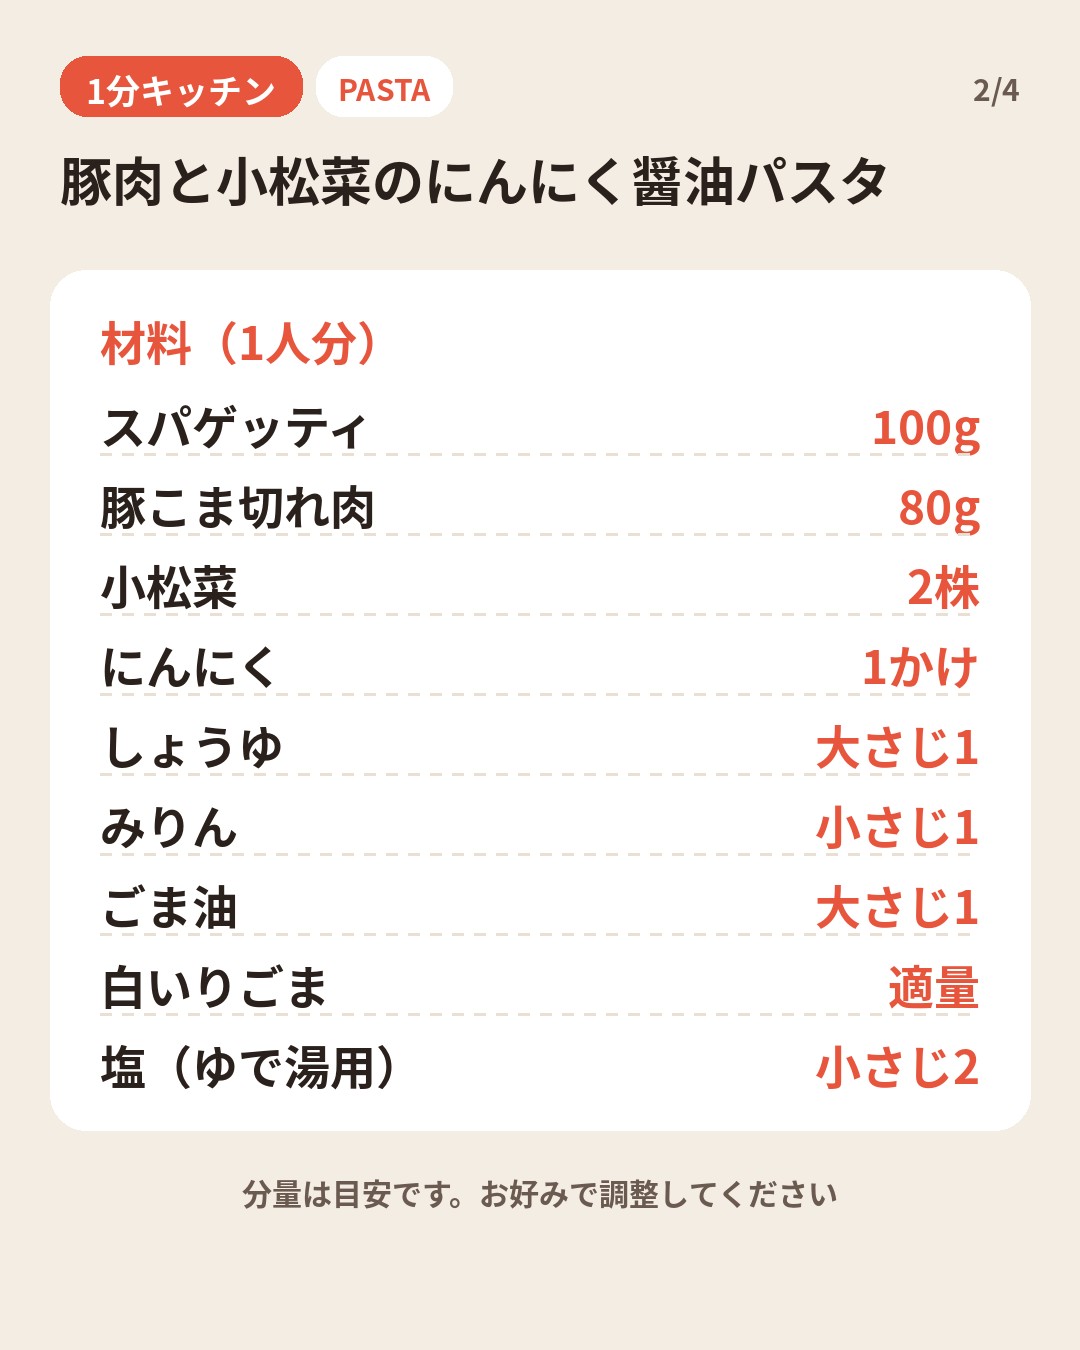 1分キッチン PASTA 2/4
豚肉と小松菜のにんにく醤油パスタ
材料（1人分）
スパゲッティ 100g
豚こま切れ肉 80g
小松菜 2株
にんにく 1かけ
しょうゆ 大さじ1
みりん 小さじ1
ごま油 大さじ1
白いりごま 適量
塩（ゆで湯用） 小さじ2
分量は目安です。お好みで調整してください